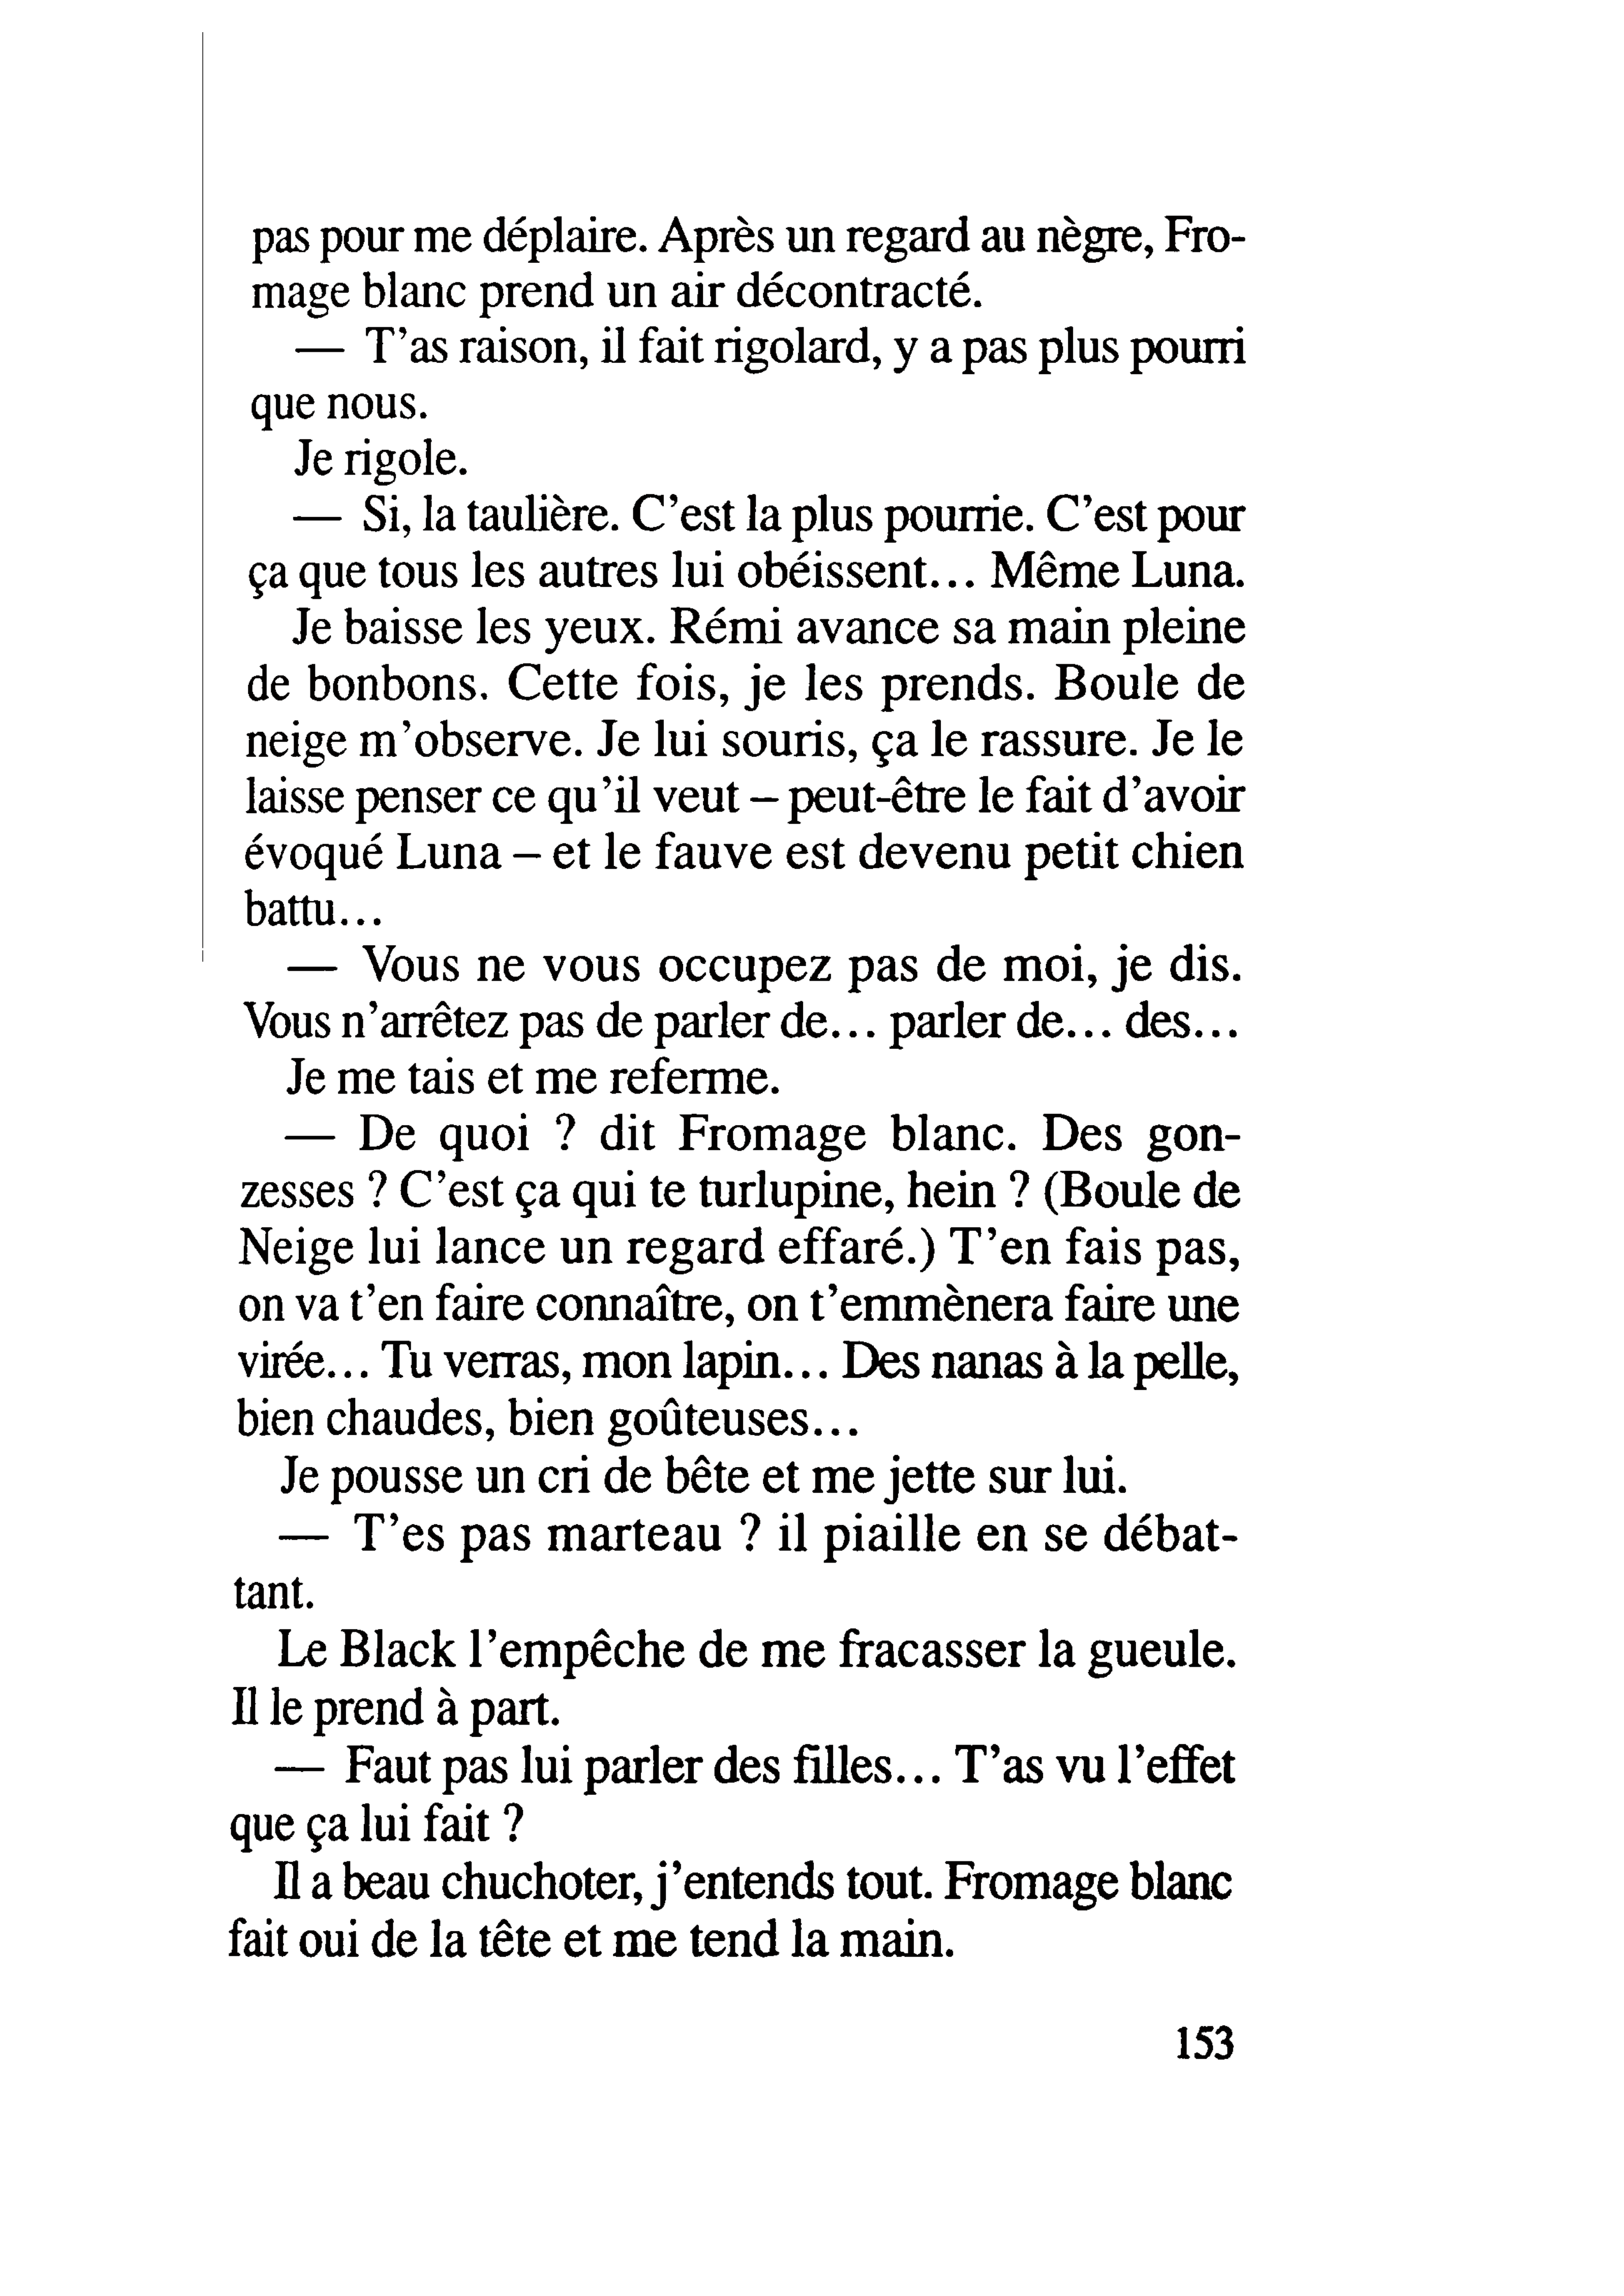 pas pour me déplaire. Après un regard au nègre, Fro-
mage blanc prend un air décontracté.
— T'as raison, il fait rigolard, y a pas plus pourri
que nous.
Je rigole.
— Si, la taulière. C'est la plus pourrie. C'est pour
ça que tous les autres lui obéissent... Même Luna.
Je baisse les yeux. Rémi avance sa main pleine
de bonbons. Cette fois, je les prends. Boule de
neige m'observe. Je lui souris, ça le rassure. Je le
laisse penser ce qu'il veut – peut-être le fait d'avoir
évoqué Luna – et le fauve est devenu petit chien
battu...
— Vous ne vous occupez pas de moi, je dis.
Vous n'arrêtez pas de parler de... parler de... des...
Je me tais et me referme.
— De quoi ? dit Fromage blanc. Des gon-
zesses ? C'est ça qui te turlupine, hein ? (Boule de
Neige lui lance un regard effaré.) T'en fais pas,
on va t'en faire connaître, on t'emmènera faire une
virée... Tu verras, mon lapin... Des nanas à la pelle,
bien chaudes, bien goûteuses...
Je pousse un cri de bête et me jette sur lui.
— T'es pas marteau ? il piaille en se débat-
tant.
Le Black l'empêche de me fracasser la gueule.
Il le prend à part.
— Faut pas lui parler des filles... T'as vu l'effet
que ça lui fait ?
Il a beau chuchoter, j'entends tout. Fromage blanc
fait oui de la tête et me tend la main.
153